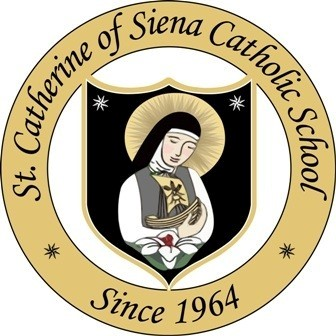 St. Catherine of Siena Catholic School
Since 1964